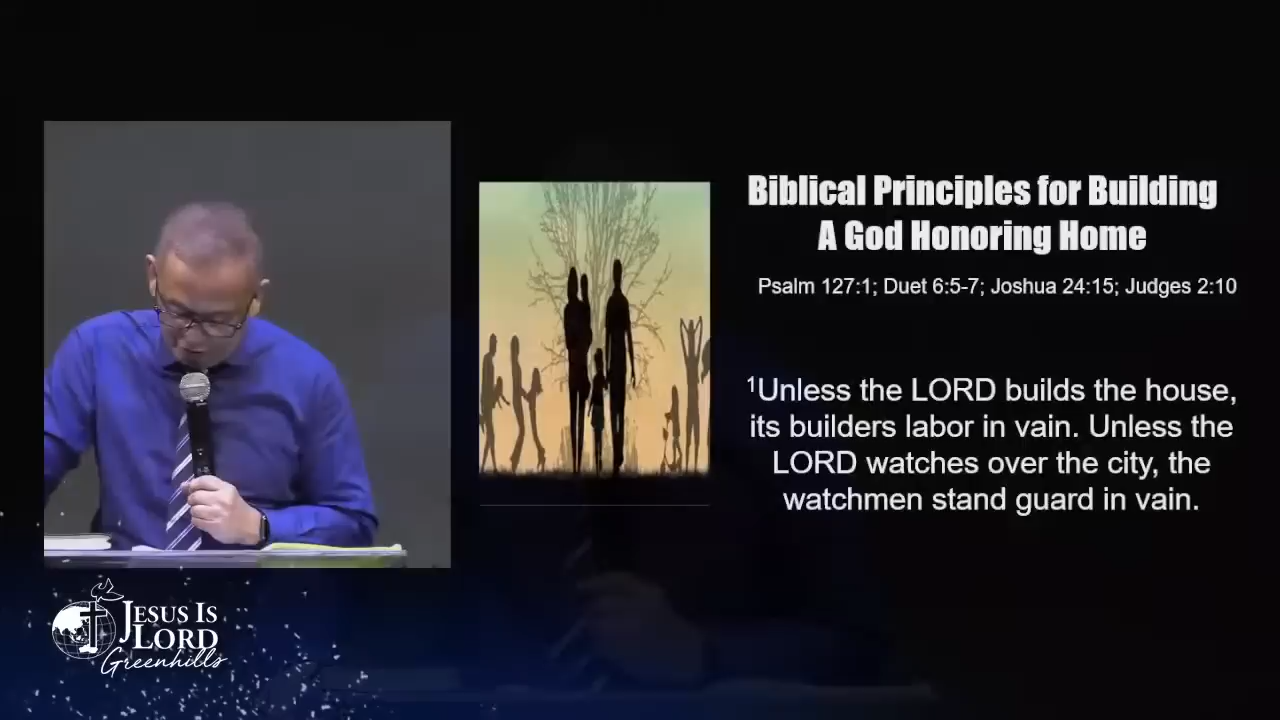 Biblical Principles for Building
A God Honoring Home
Psalm 127:1; Duet 6:5-7; Joshua 24:15; Judges 2:10
¹Unless the LORD builds the house,
its builders labor in vain. Unless the
LORD watches over the city, the
watchmen stand guard in vain.
JESUS IS
LORD
Greenhills